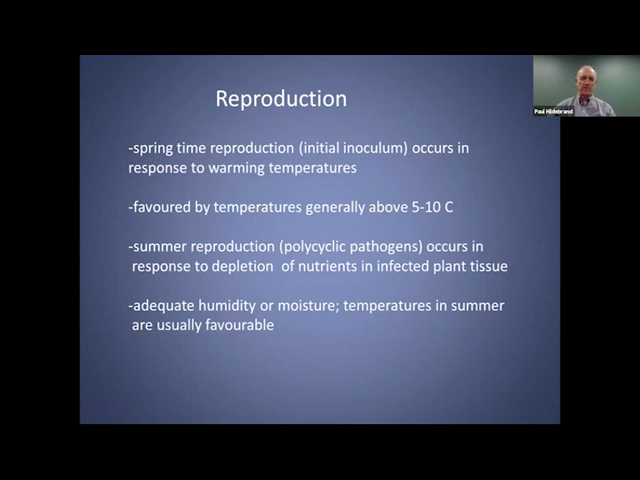 Reproduction
-spring time reproduction (initial inoculum) occurs in
response to warming temperatures
-favoured by temperatures generally above 5-10 C
-summer reproduction (polycyclic pathogens) occurs in
response to depletion of nutrients in infected plant tissue
-adequate humidity or moisture; temperatures in summer
are usually favourable
Paul Hildebrand